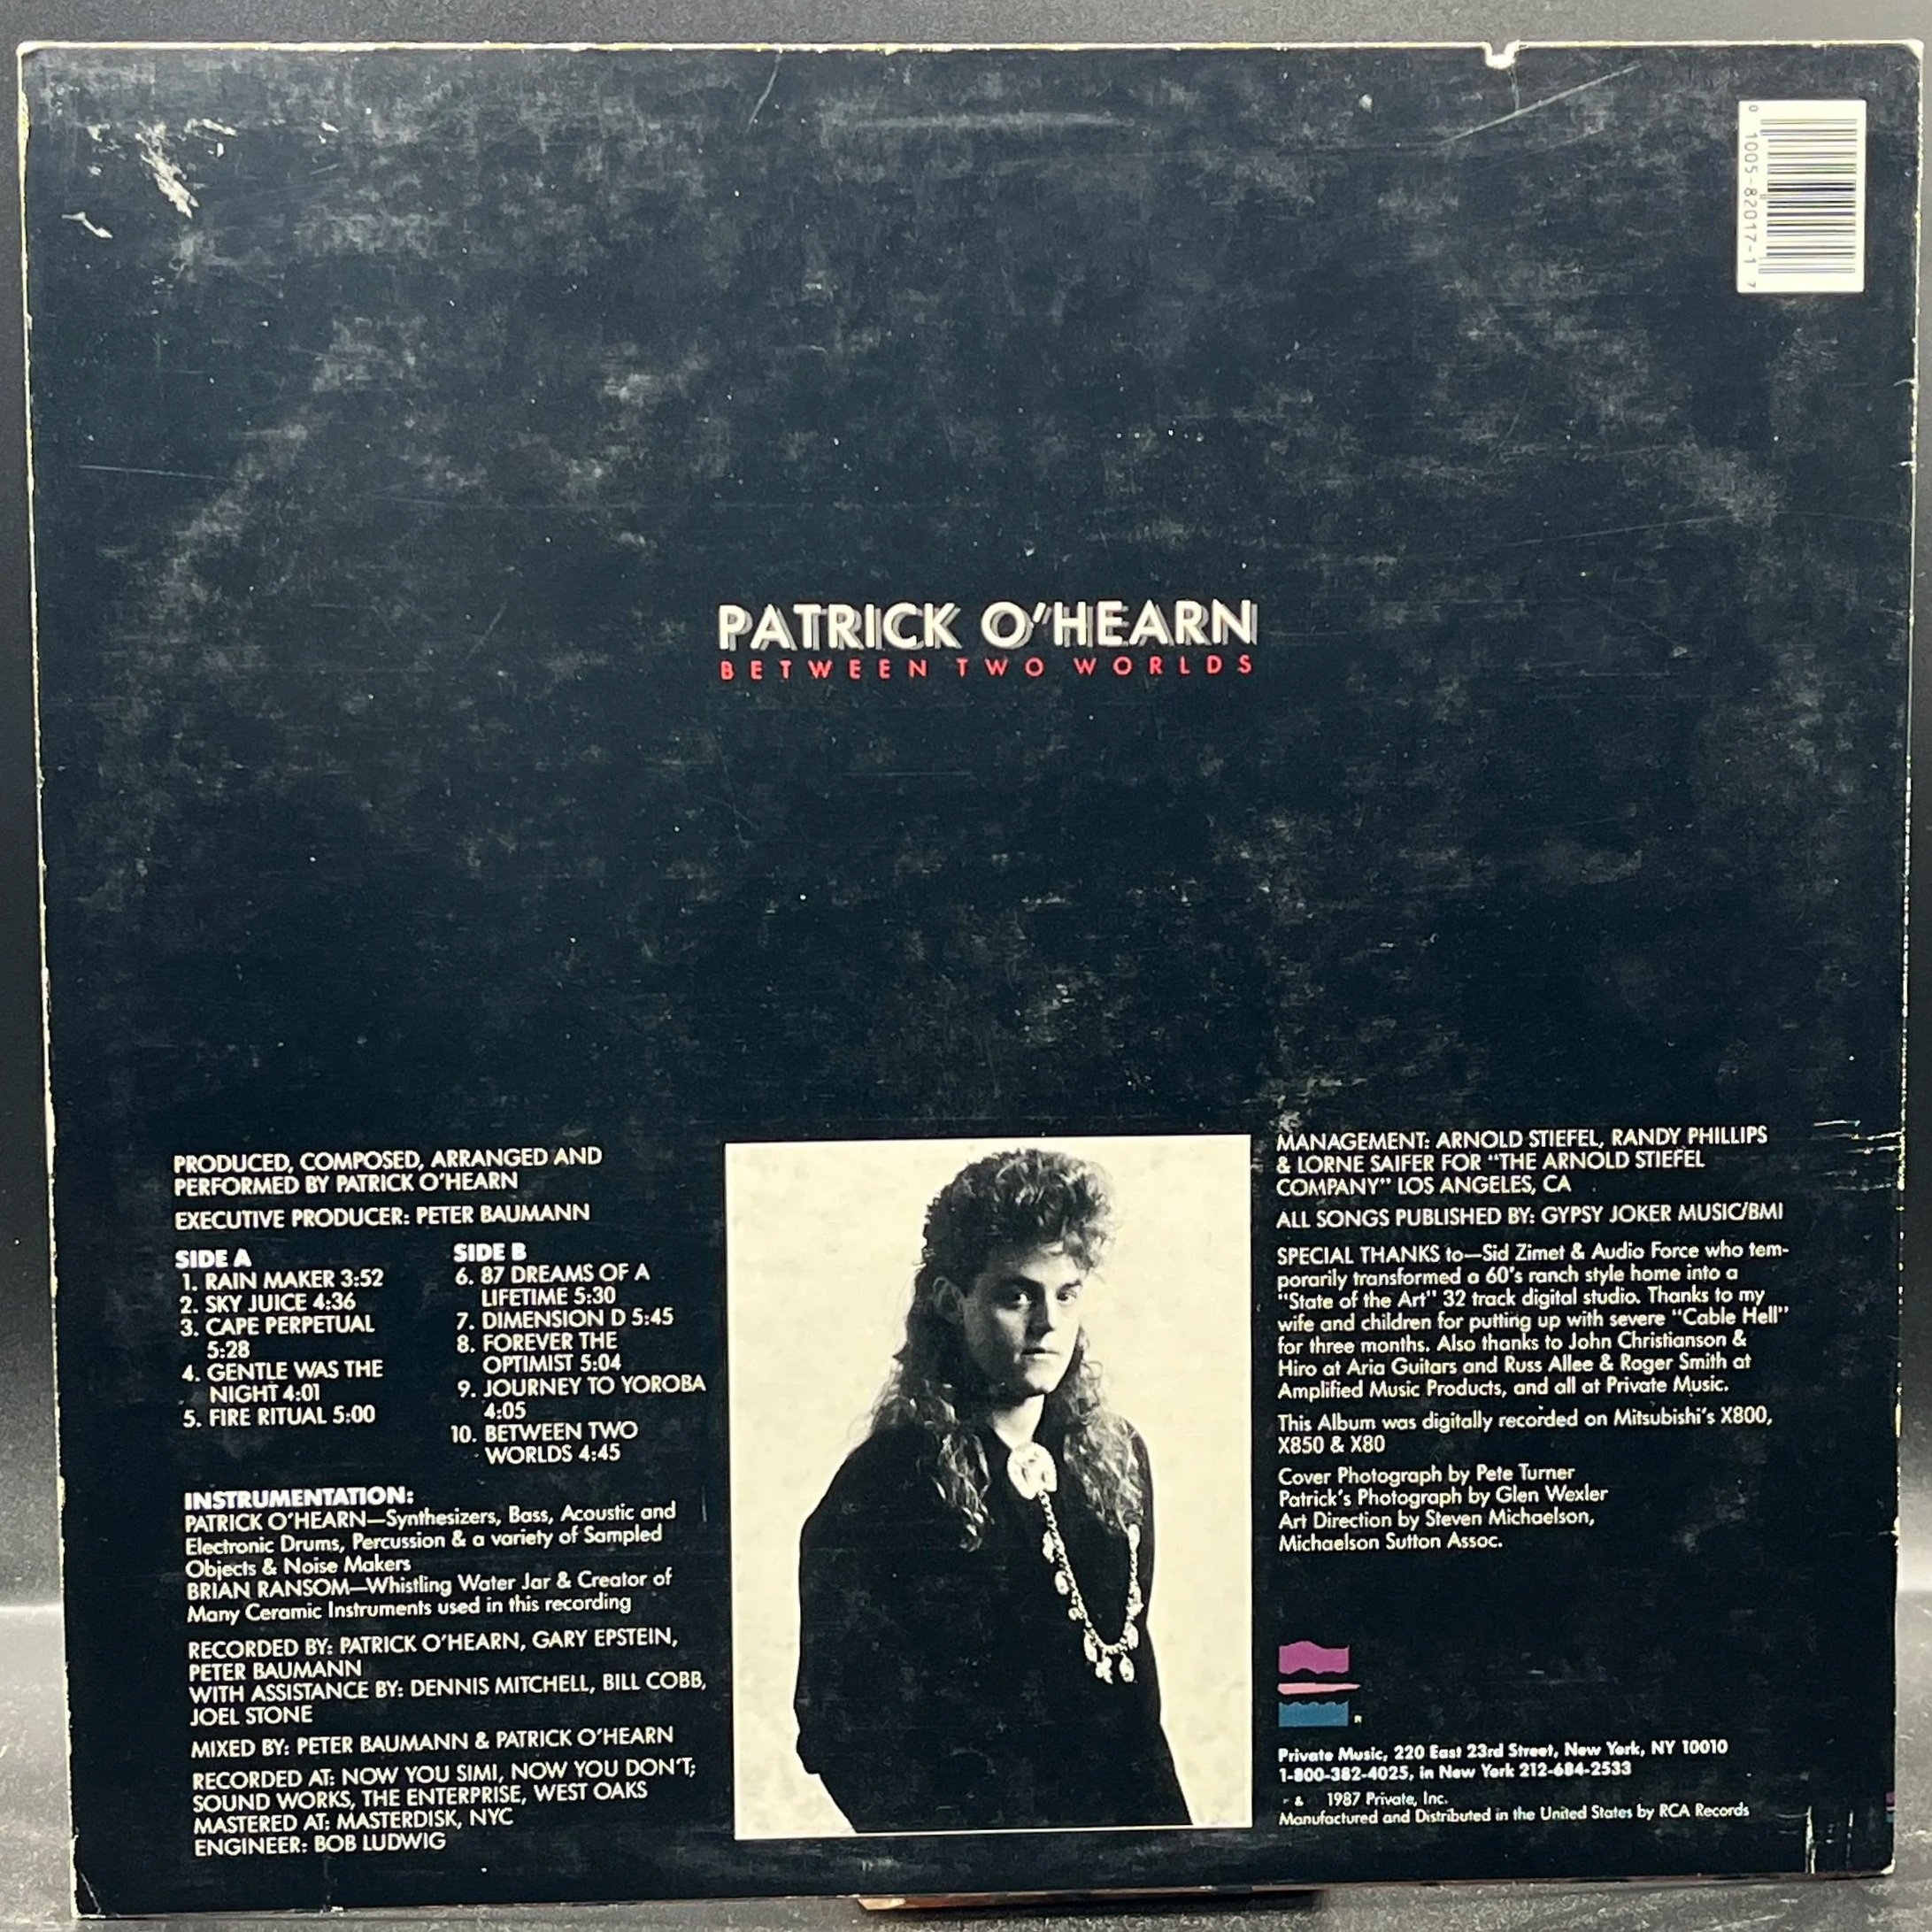 0 1005-82017-1 7
PATRICK O'HEARN
BETWEEN TWO WORLDS
PRODUCED, COMPOSED, ARRANGED AND
PERFORMED BY PATRICK O'HEARN
EXECUTIVE PRODUCER: PETER BAUMANN
SIDE A
1. RAIN MAKER 3:52
2. SKY JUICE 4:36
3. CAPE PERPETUAL
5:28
4. GENTLE WAS THE
NIGHT 4:01
5. FIRE RITUAL 5:00
SIDE B
6. 87 DREAMS OF A
LIFETIME 5:30
7. DIMENSION D 5:45
8. FOREVER THE
OPTIMIST 5:04
9. JOURNEY TO YOROBA
4:05
10. BETWEEN TWO
WORLDS 4:45
INSTRUMENTATION:
PATRICK O'HEARN—Synthesizers, Bass, Acoustic and
Electronic Drums, Percussion & a variety of Sampled
Objects & Noise Makers
BRIAN RANSOM—Whistling Water Jar & Creator of
Many Ceramic Instruments used in this recording
RECORDED BY: PATRICK O'HEARN, GARY EPSTEIN,
PETER BAUMANN
WITH ASSISTANCE BY: DENNIS MITCHELL, BILL COBB,
JOEL STONE
MIXED BY: PETER BAUMANN & PATRICK O'HEARN
RECORDED AT: NOW YOU SIMI, NOW YOU DON'T;
SOUND WORKS, THE ENTERPRISE, WEST OAKS
MASTERED AT: MASTERDISK, NYC
ENGINEER: BOB LUDWIG
MANAGEMENT: ARNOLD STIEFEL, RANDY PHILLIPS
& LORNE SAIFER FOR "THE ARNOLD STIEFEL
COMPANY" LOS ANGELES, CA
ALL SONGS PUBLISHED BY: GYPSY JOKER MUSIC/BMI
SPECIAL THANKS to—Sid Zimet & Audio Force who tem-
porarily transformed a 60's ranch style home into a
"State of the Art" 32 track digital studio. Thanks to my
wife and children for putting up with severe "Cable Hell"
for three months. Also thanks to John Christianson &
Hiro at Aria Guitars and Russ Allee & Roger Smith at
Amplified Music Products, and all at Private Music.
This Album was digitally recorded on Mitsubishi's X800,
X850 & X80
Cover Photograph by Pete Turner
Patrick's Photograph by Glen Wexler
Art Direction by Steven Michaelson,
Michaelson Sutton Assoc.
Private Music, 220 East 23rd Street, New York, NY 10010
1-800-382-4025, in New York 212-684-2533
& 1987 Private, Inc.
Manufactured and Distributed in the United States by RCA Records